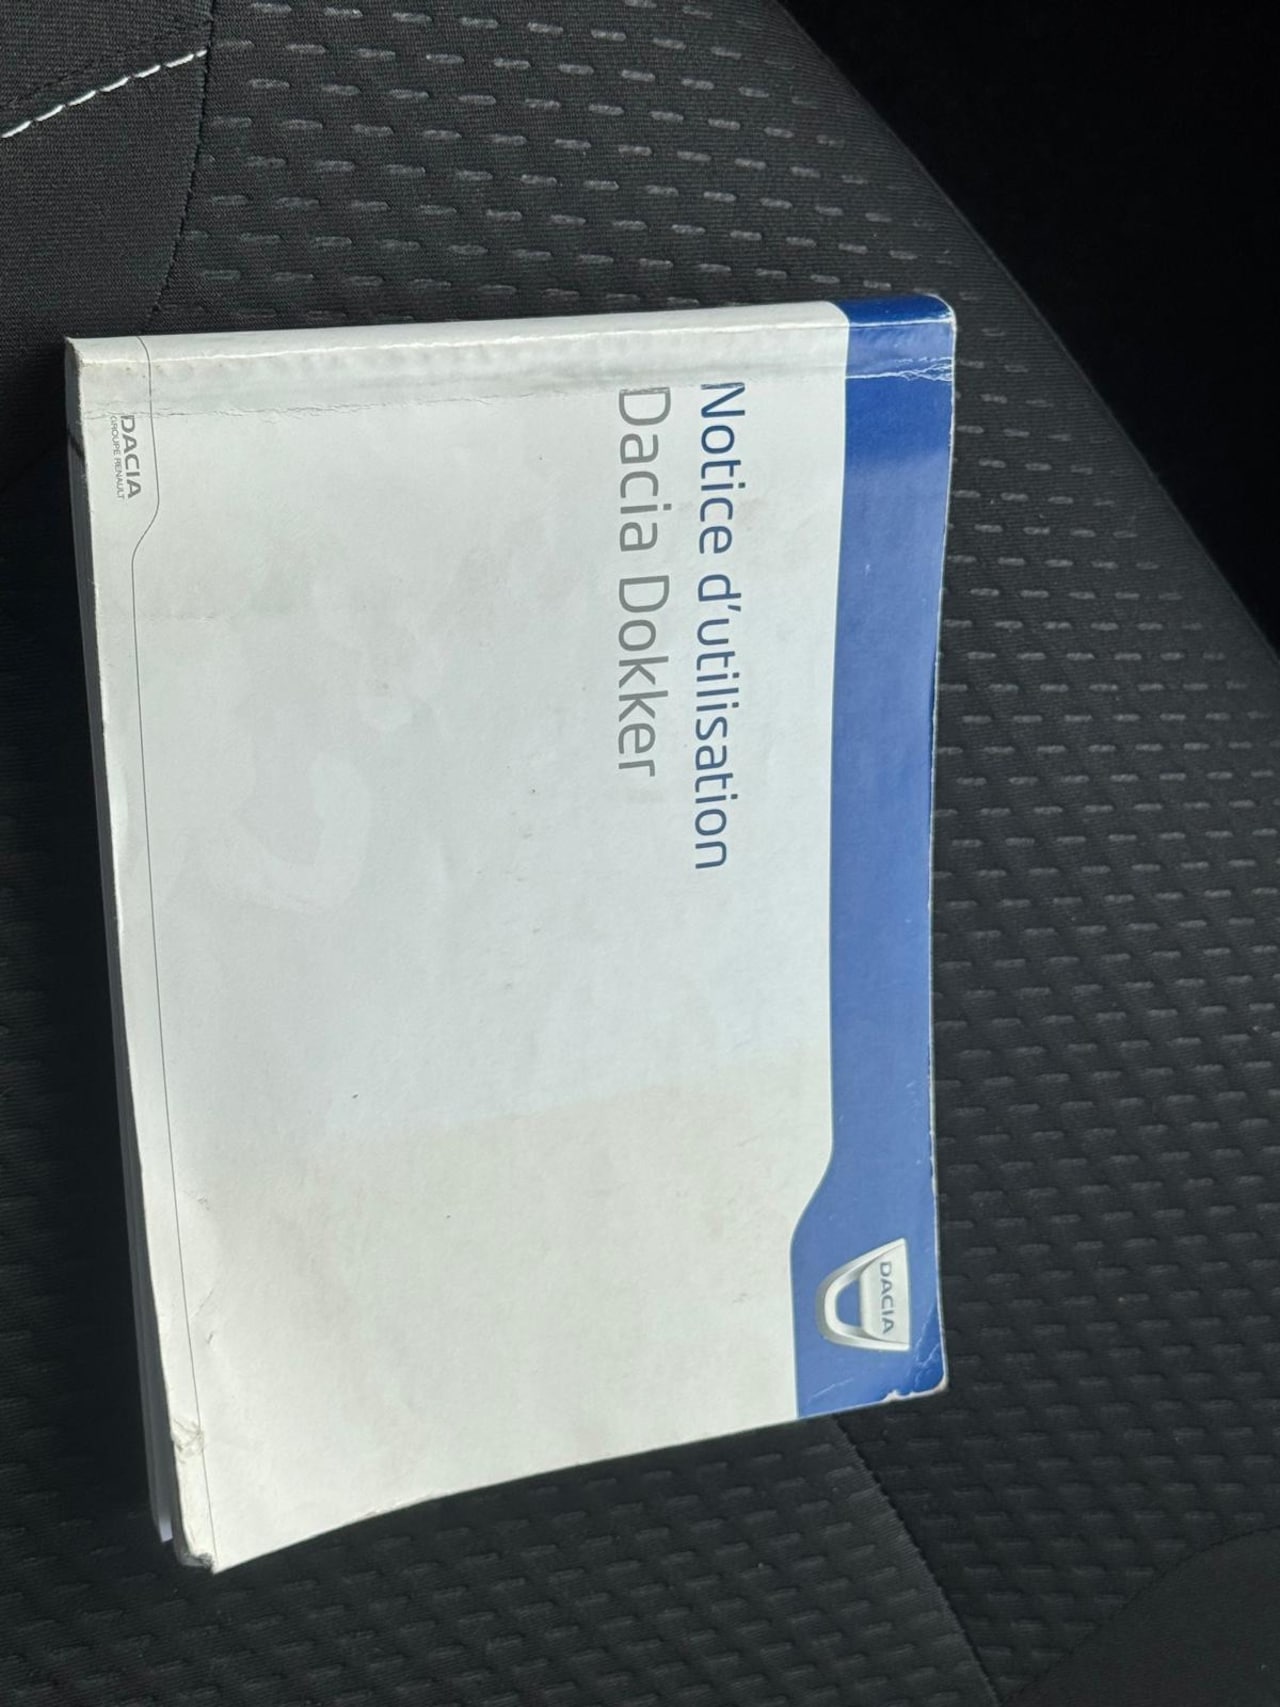 DACIA
Notice d'utilisation
Dacia Dokker
DACIA
GROUPE RENAULT